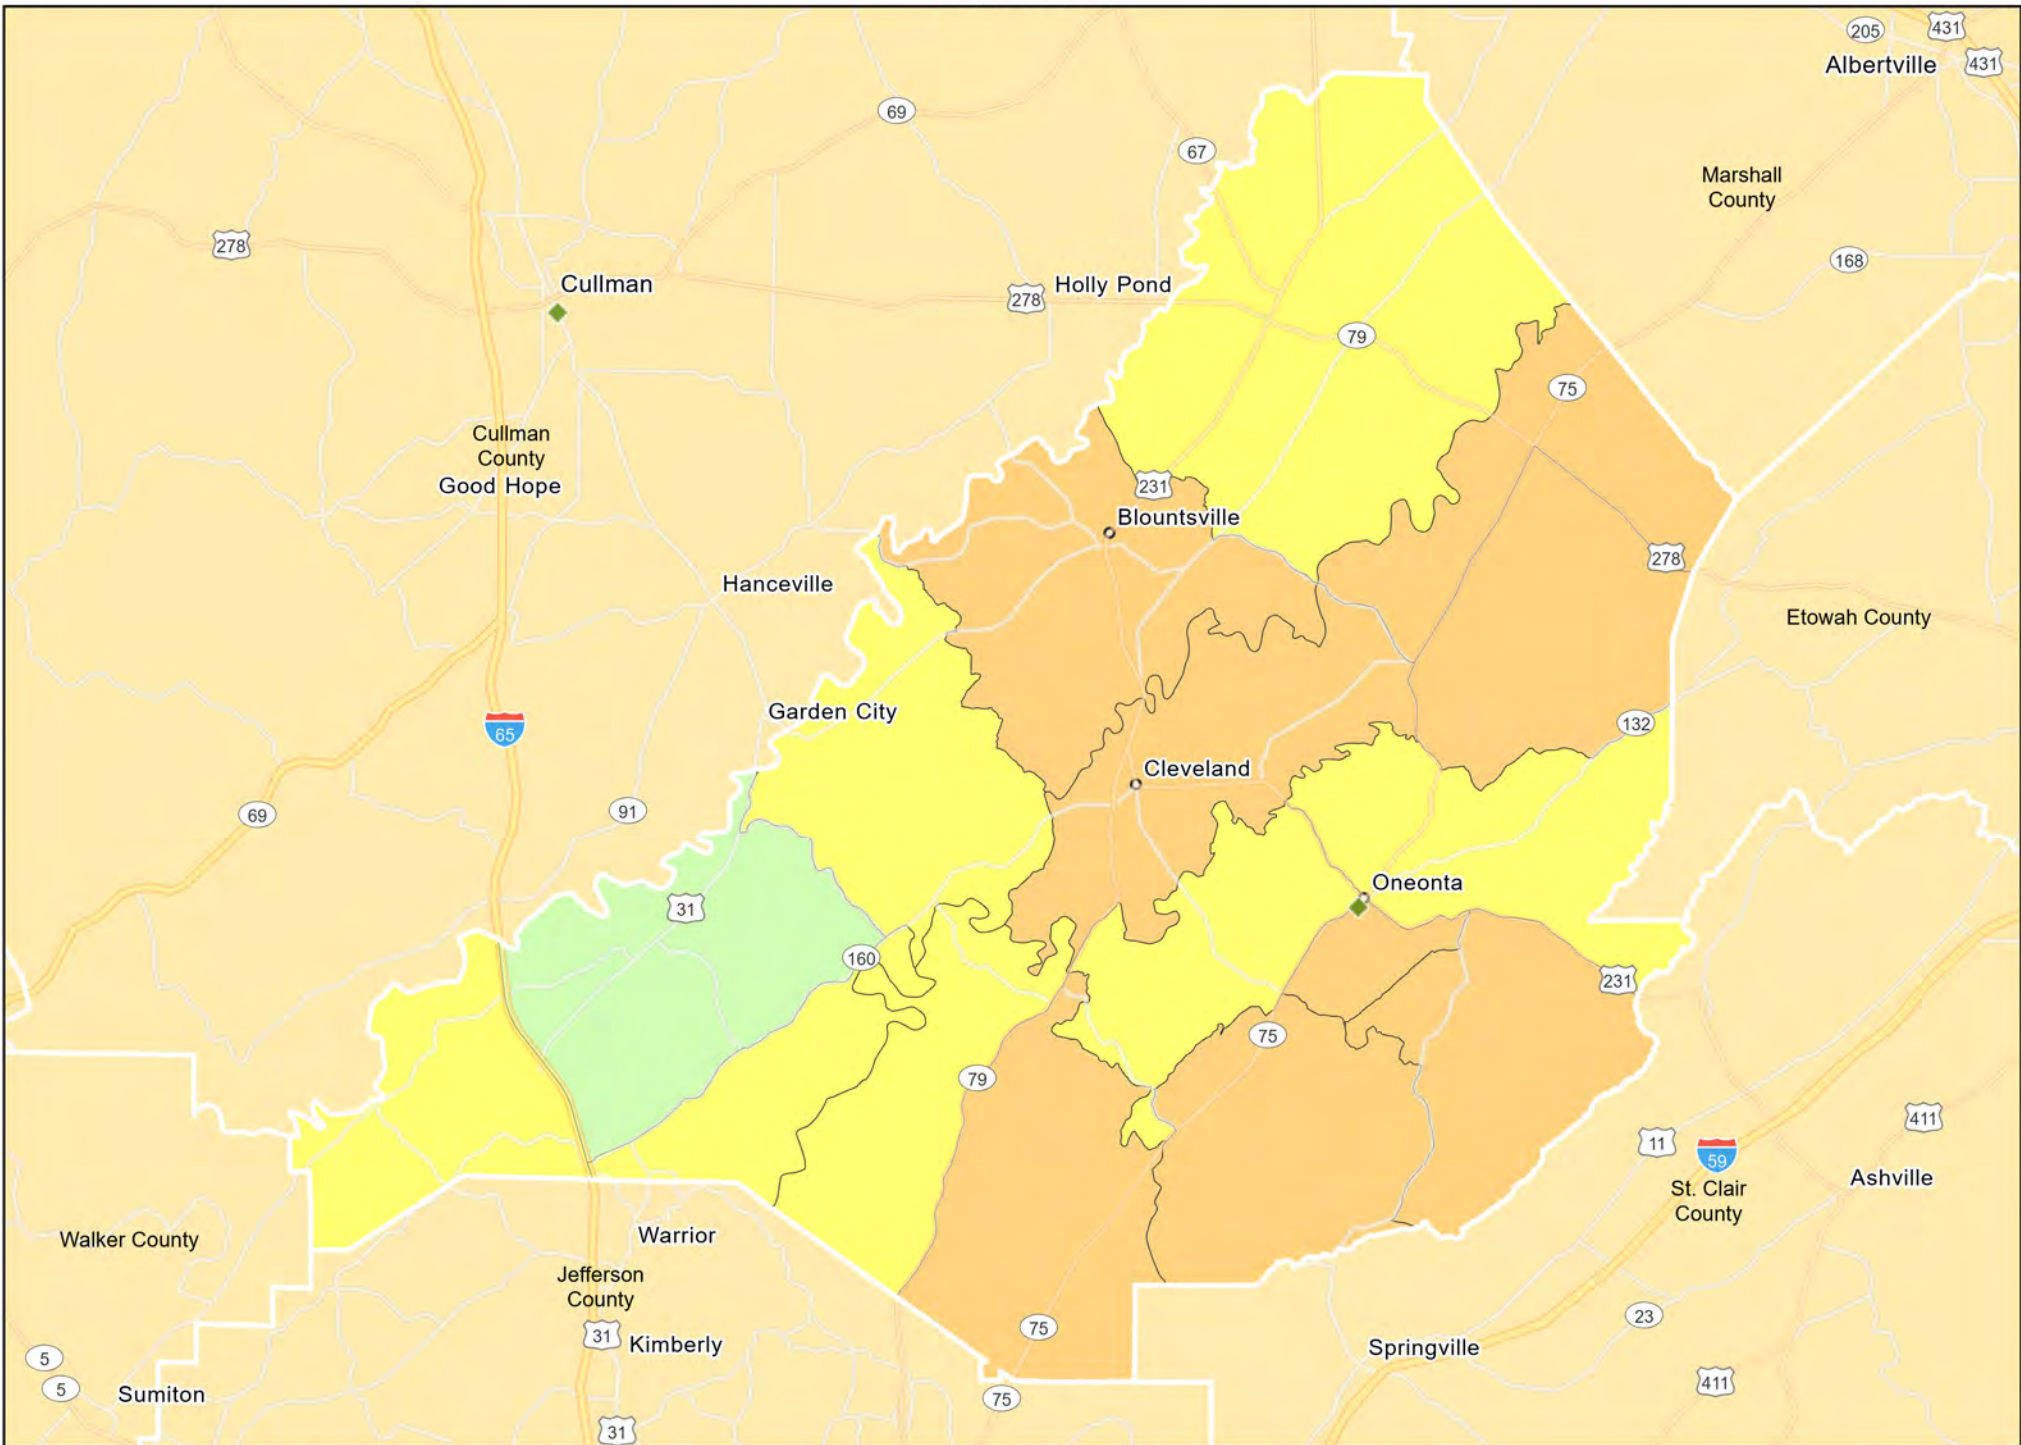 205
431
Albertville
431
69
67
Marshall
County
278
168
Cullman
278
Holly Pond
79
75
Cullman
County
Good Hope
231
Blountsville
278
Hanceville
Etowah County
Garden City
65
132
Cleveland
69
91
Oneonta
31
160
231
75
79
411
11
59
Ashville
St. Clair
County
Walker County
Warrior
Jefferson
County
31
Kimberly
75
23
Springville
5
5
Sumiton
411
75
31